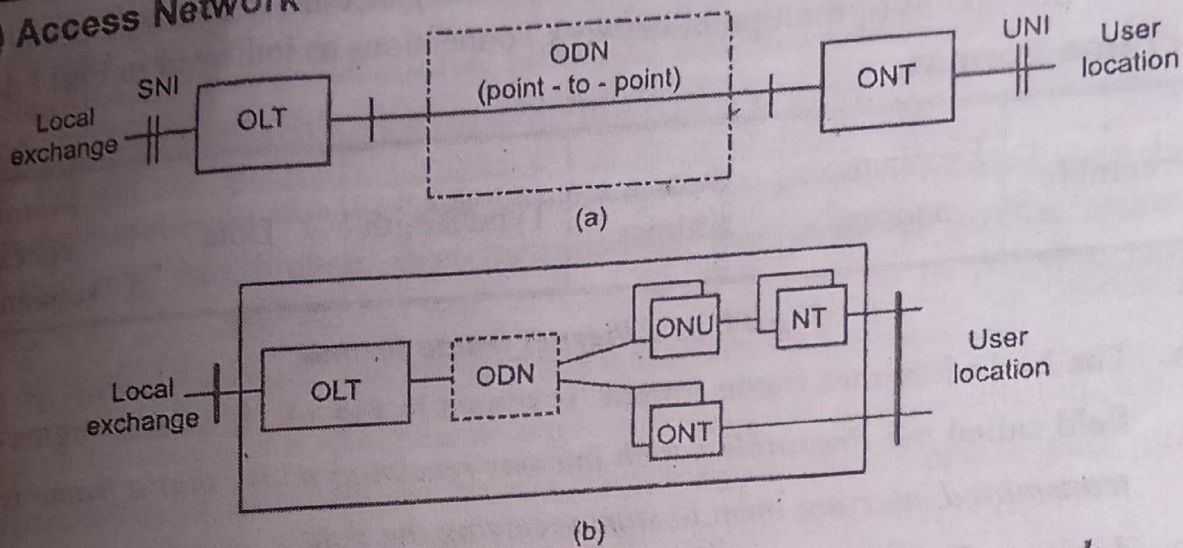 ) Access Network
ODN
(point - to - point)
SNI
OLT
Local
exchange
ONT
UNI
User
location
(a)
Local
exchange
OLT
ODN
ONU
NT
ONT
User
location
(b)